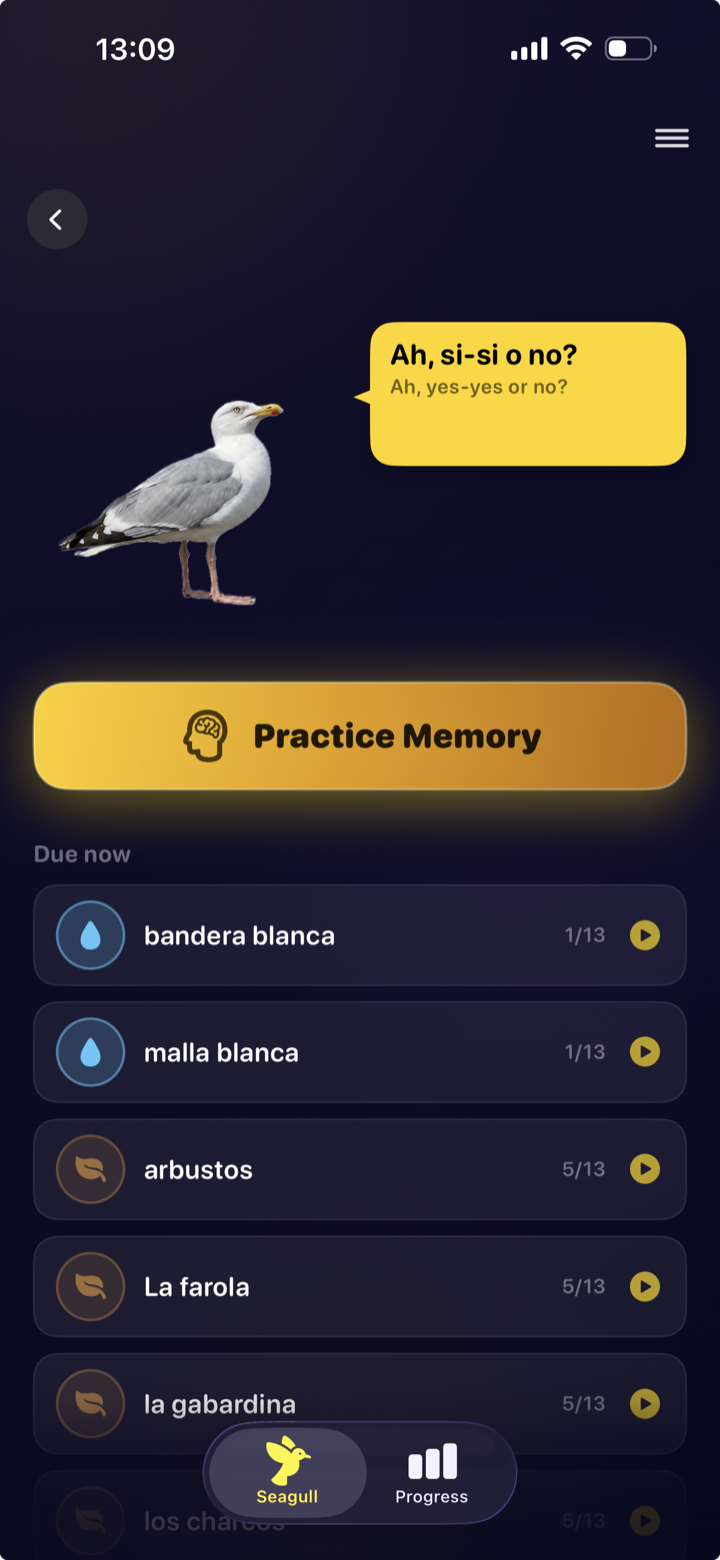 13:09
Ah, si-si o no?
Ah, yes-yes or no?
Practice Memory
Due now
bandera blanca 1/13
malla blanca 1/13
arbustos 5/13
La farola 5/13
la gabardina 5/13
los charcos 5/13
Seagull Progress